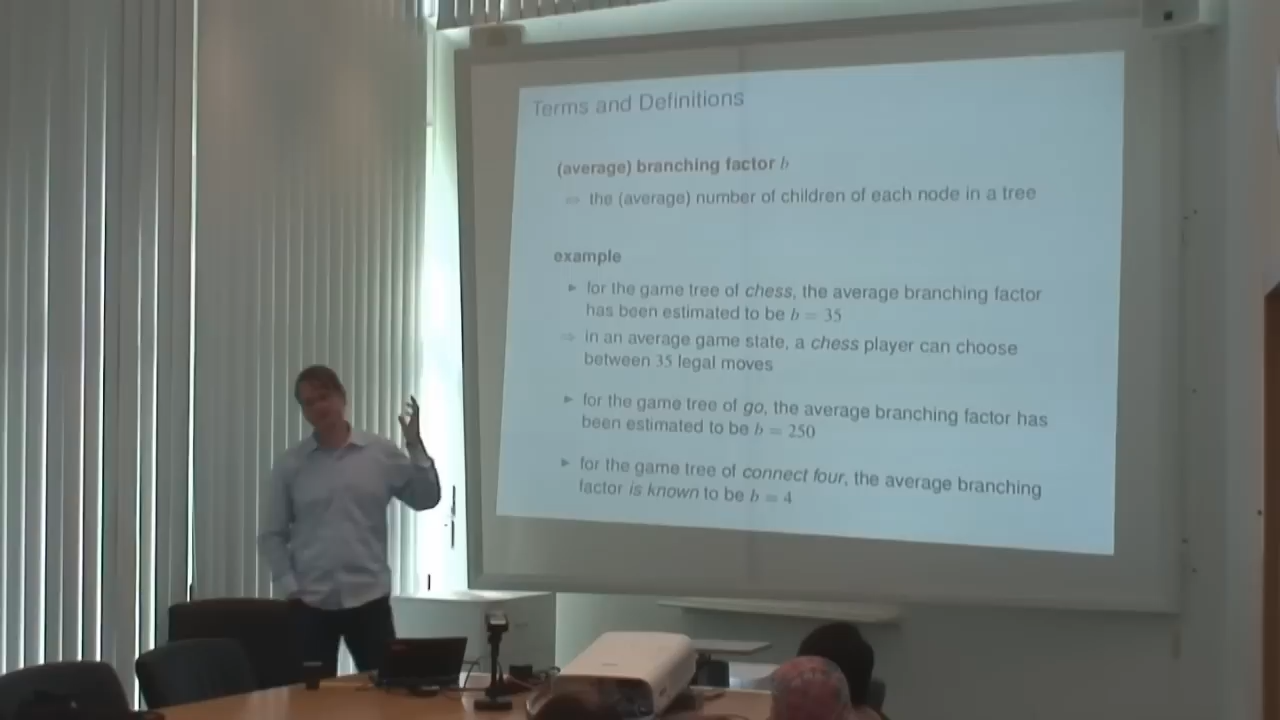 Terms and Definitions
(average) branching factor b
⇔ the (average) number of children of each node in a tree
example
▶ for the game tree of chess, the average branching factor
has been estimated to be b = 35
⇒ in an average game state, a chess player can choose
between 35 legal moves
▶ for the game tree of go, the average branching factor has
been estimated to be b = 250
▶ for the game tree of connect four, the average branching
factor is known to be b = 4